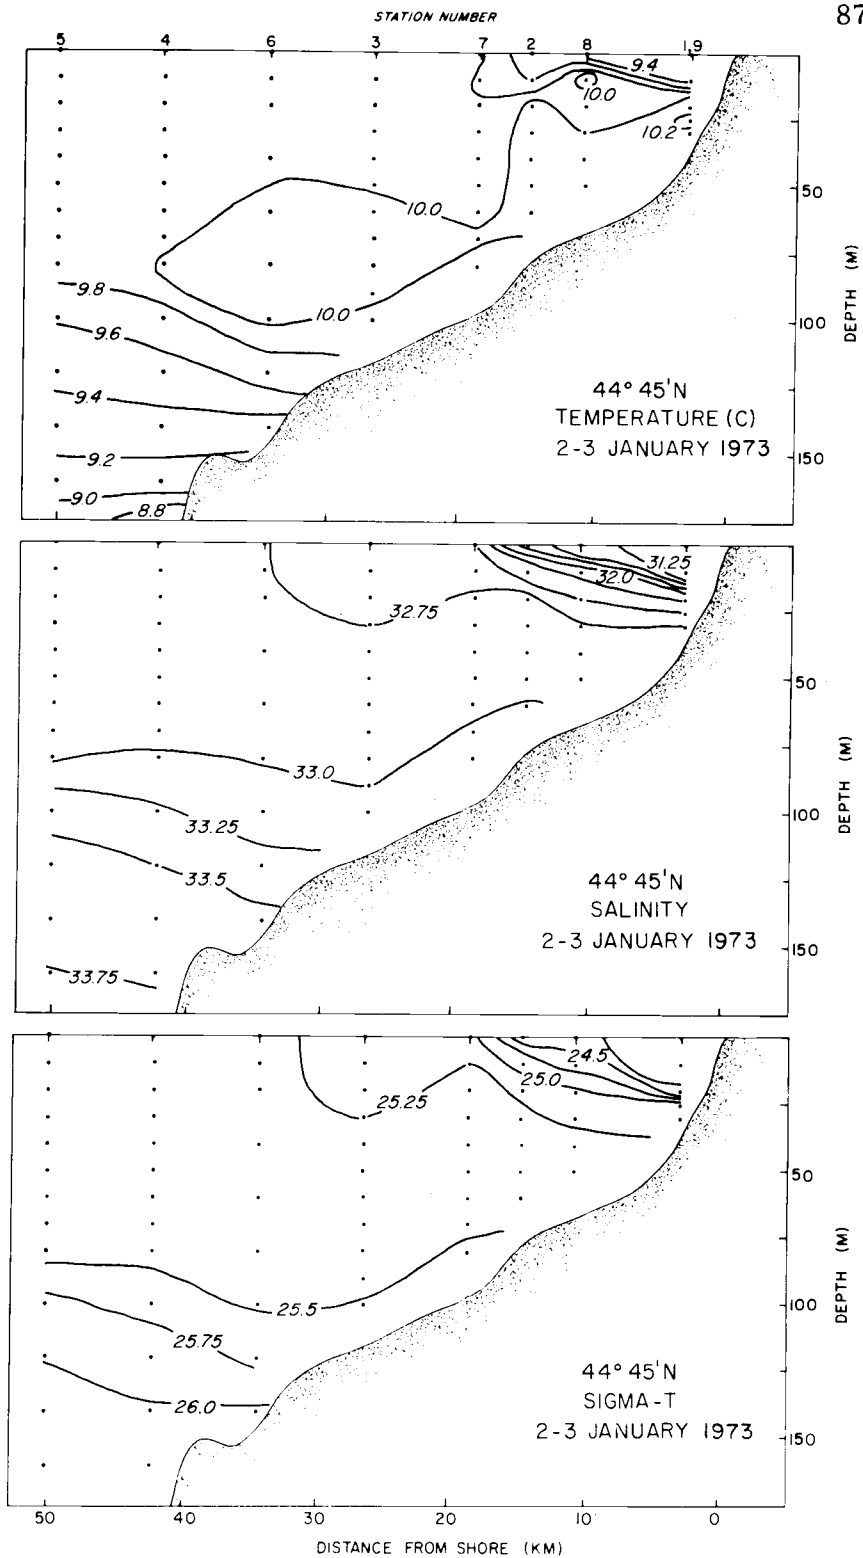 87
STATION NUMBER
5 4 6 3 7 2 8 1,9
9.4
10.0
10.2
10.0
9.8
10.0
9.6
9.4
9.2
9.0
8.8
50
100
150
DEPTH (M)
44° 45'N
TEMPERATURE (C)
2-3 JANUARY 1973
31.25
32.0
32.75
33.0
33.25
33.5
33.75
50
100
150
DEPTH (M)
44° 45'N
SALINITY
2-3 JANUARY 1973
24.5
25.0
25.25
25.5
25.75
26.0
50
100
150
DEPTH (M)
44° 45'N
SIGMA-T
2-3 JANUARY 1973
50 40 30 20 10 0
DISTANCE FROM SHORE (KM)